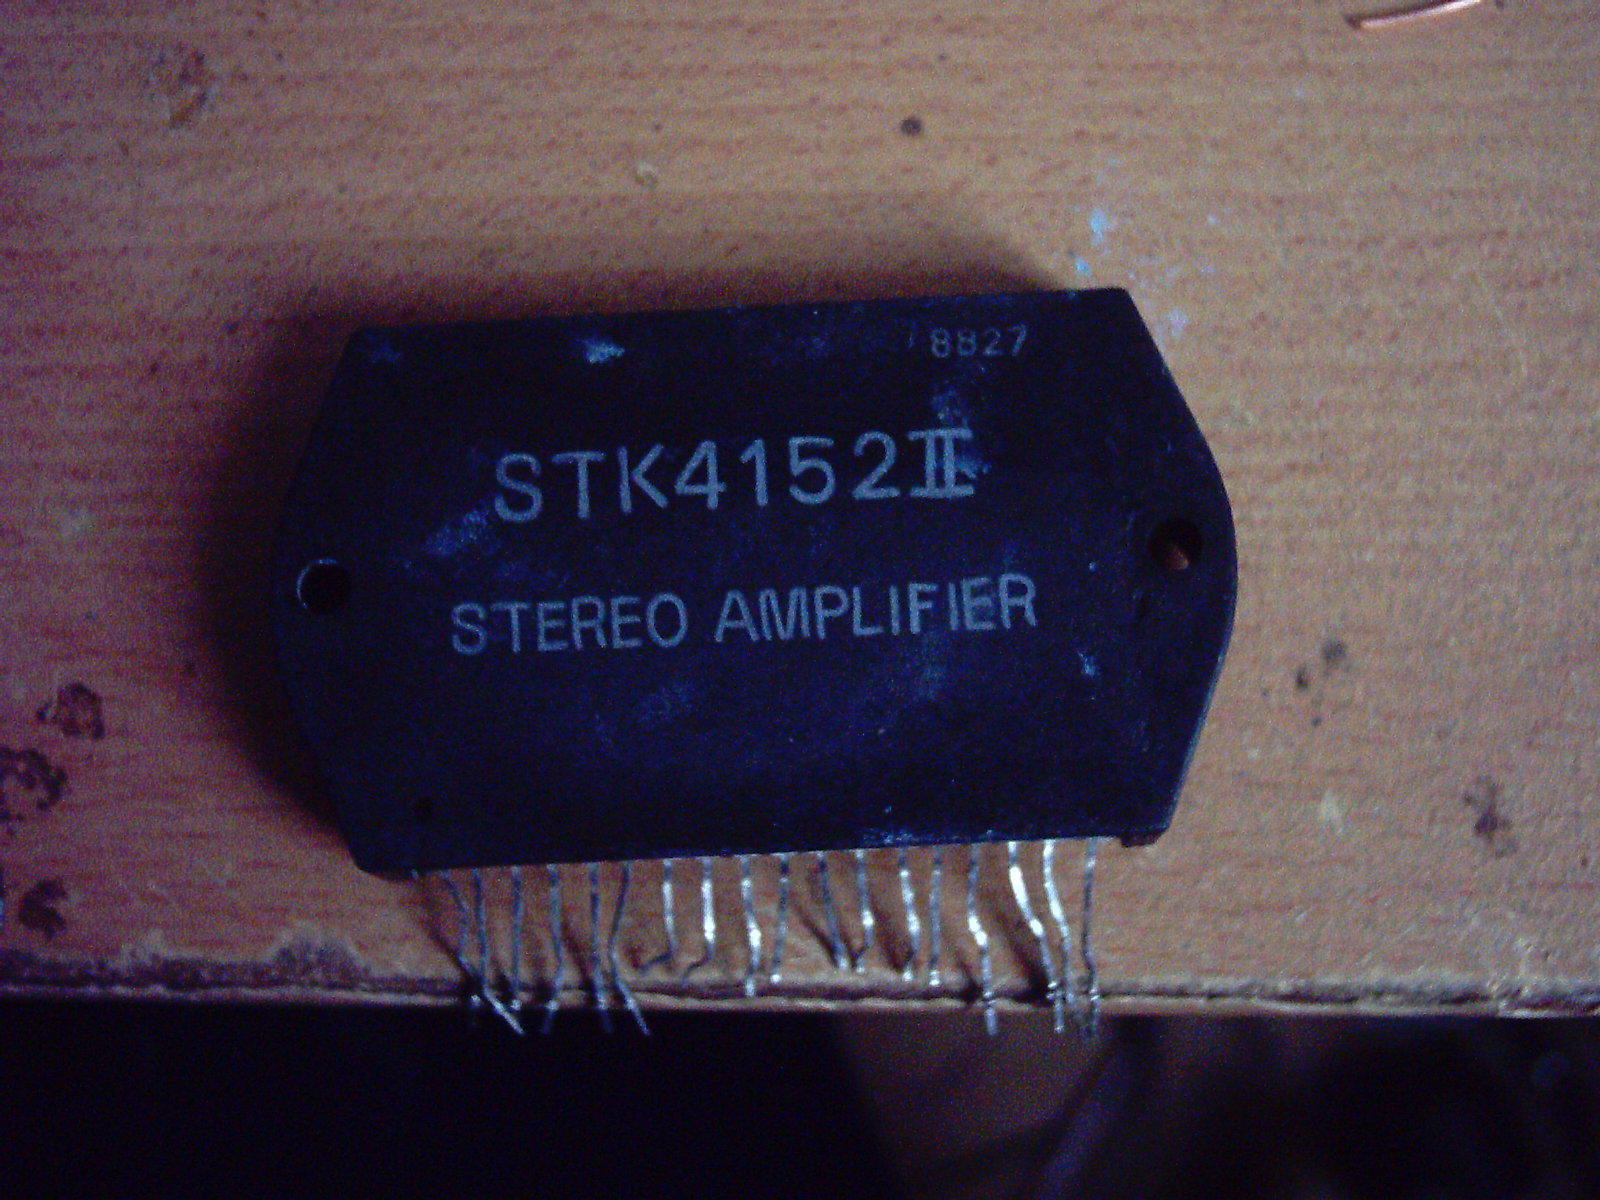 8827
STK4152II
STEREO AMPLIFIER